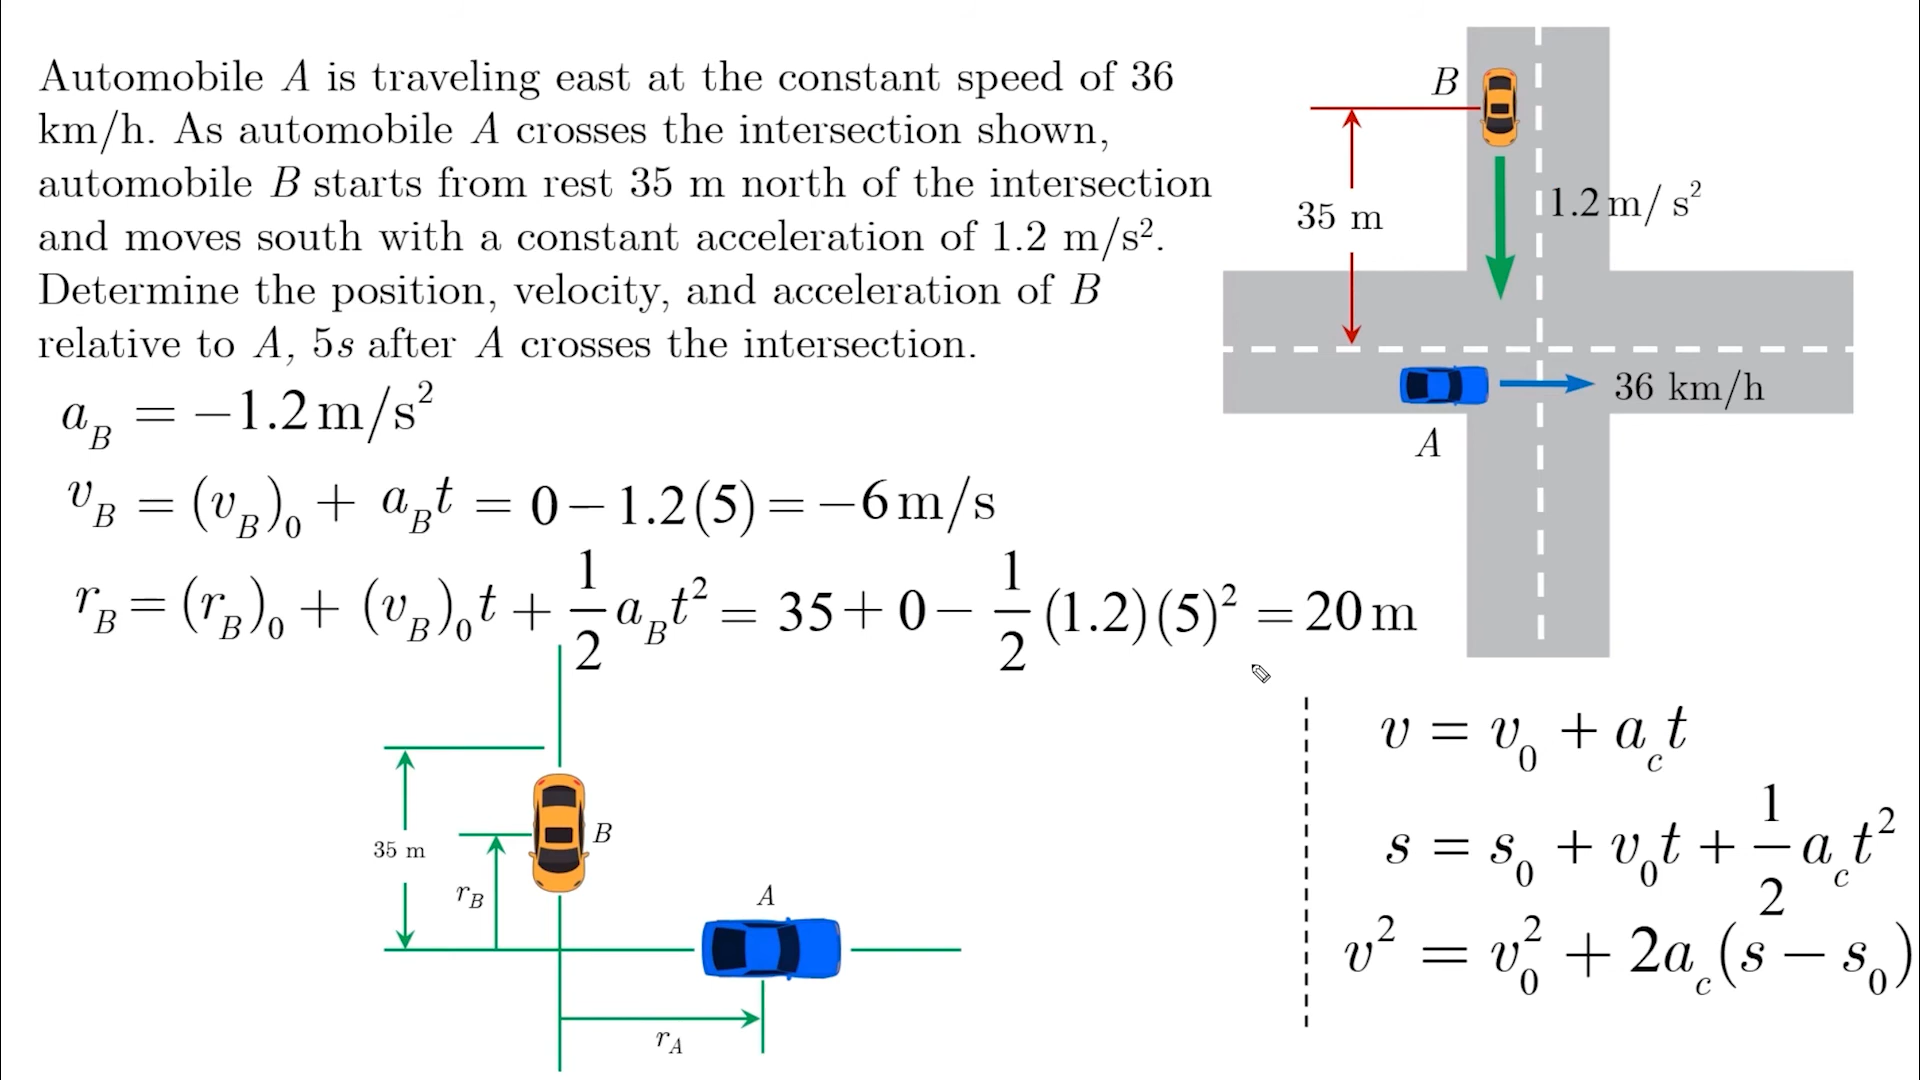 Automobile A is traveling east at the constant speed of 36
km/h. As automobile A crosses the intersection shown,
automobile B starts from rest 35 m north of the intersection
and moves south with a constant acceleration of 1.2 m/s².
Determine the position, velocity, and acceleration of B
relative to A, 5s after A crosses the intersection.
B
35 m
1.2 m/ s²
36 km/h
A
a_B = −1.2 m/s²
v_B = (v_B)_0 + a_B t = 0 − 1.2(5) = −6 m/s
r_B = (r_B)_0 + (v_B)_0 t + 1/2 a_B t² = 35 + 0 − 1/2 (1.2)(5)² = 20 m
35 m
B
r_B
A
r_A
v = v_0 + a_c t
s = s_0 + v_0 t + 1/2 a_c t²
v² = v_0² + 2a_c (s − s_0)